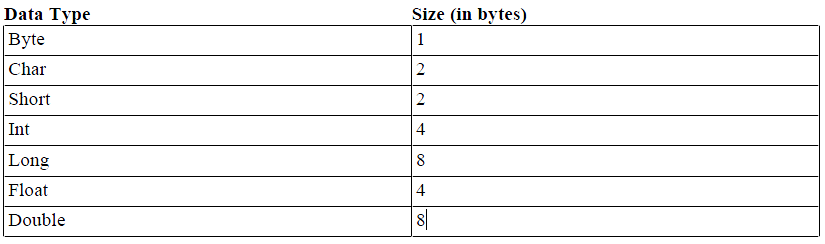 Data Type Size (in bytes)
Byte 1
Char 2
Short 2
Int 4
Long 8
Float 4
Double 8